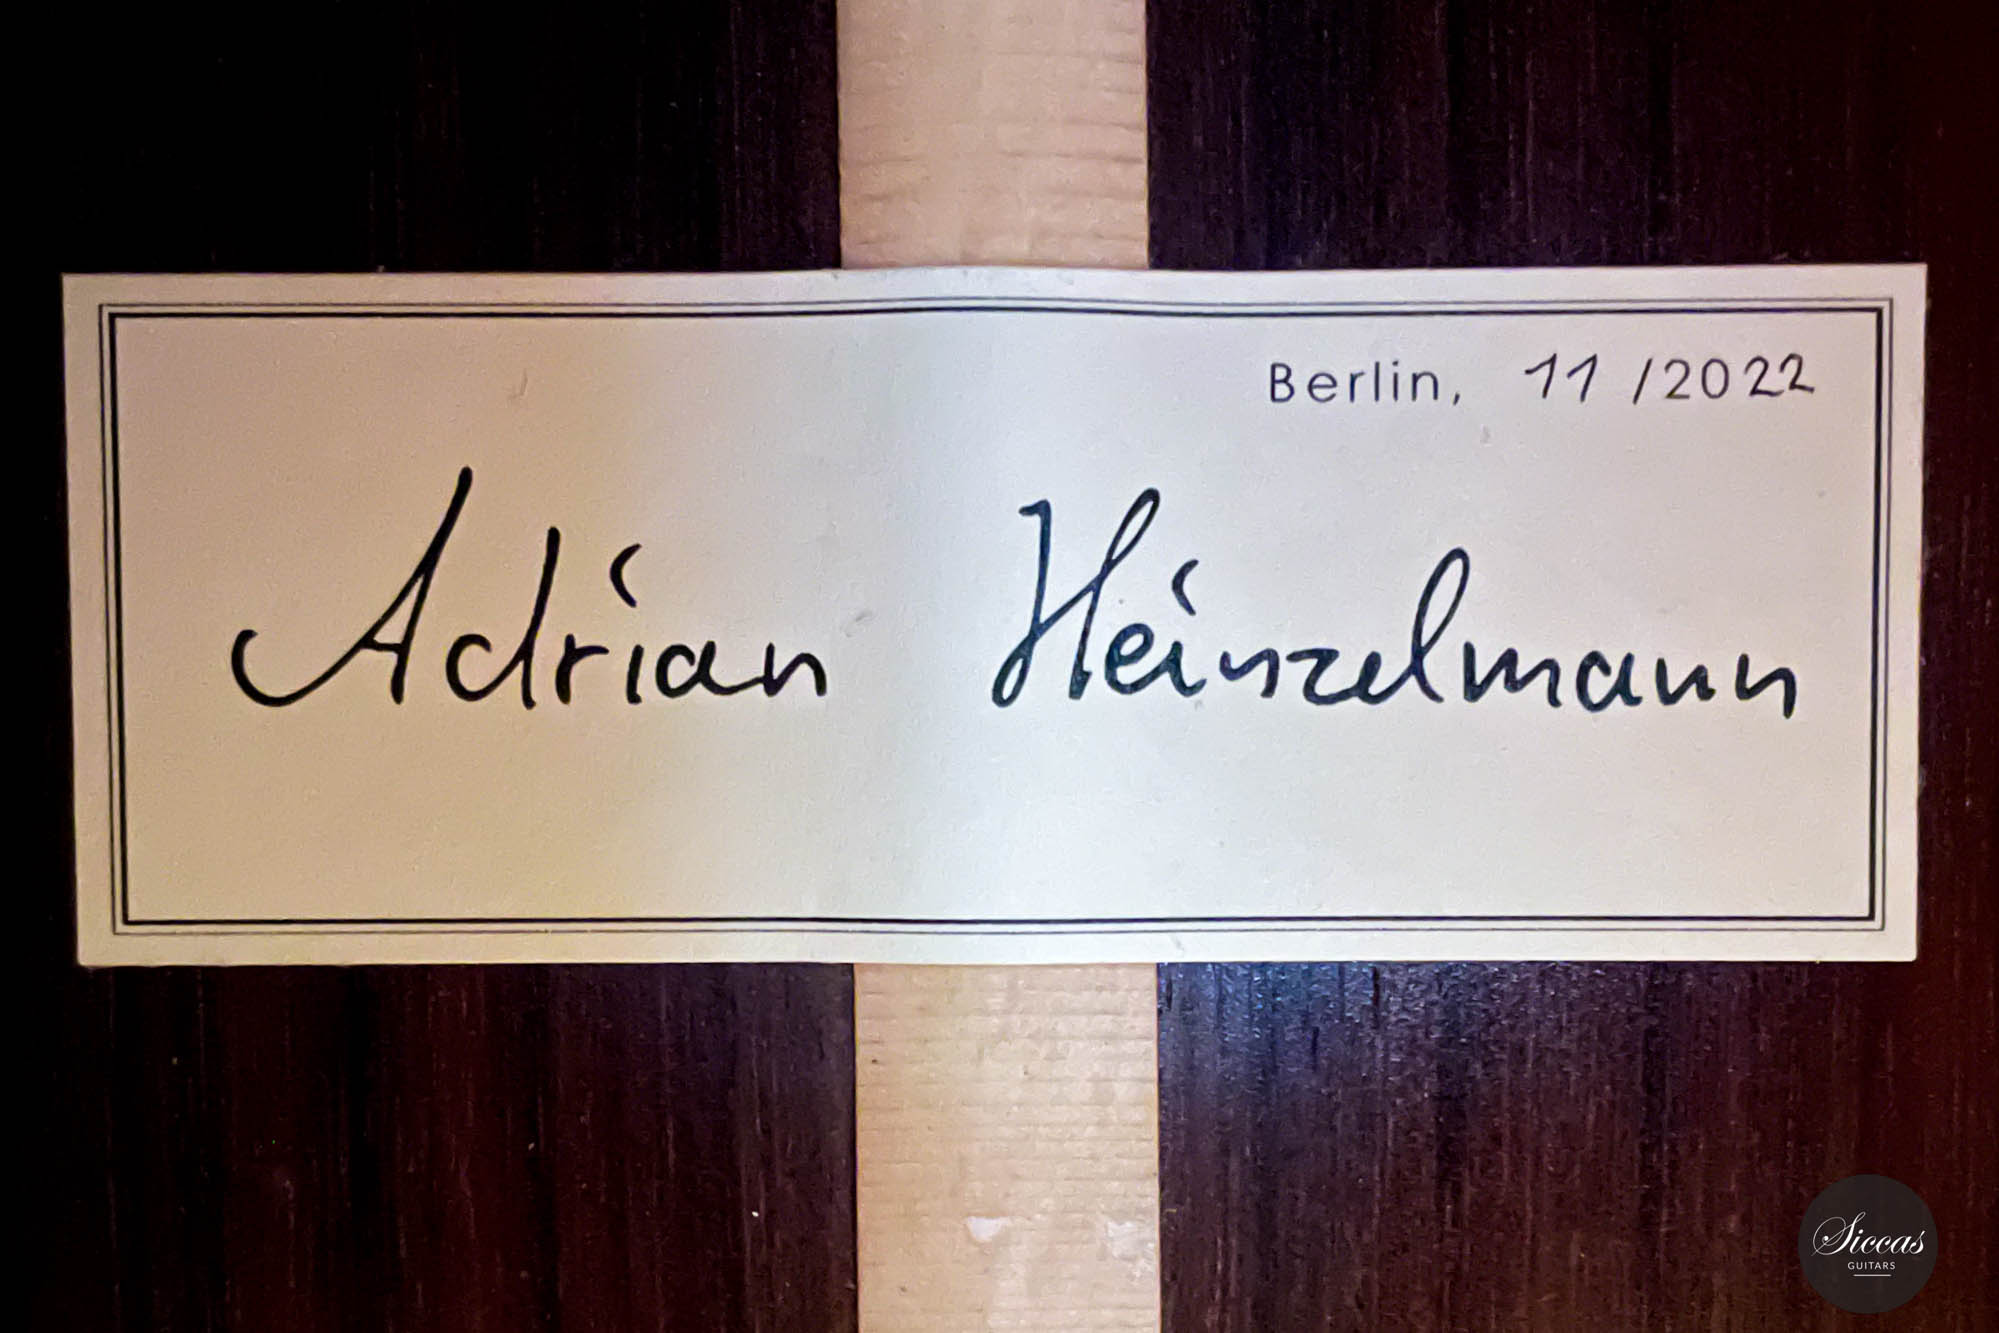 Berlin, 11/2022
Adrian Heinzelmann
Siccas
GUITARS